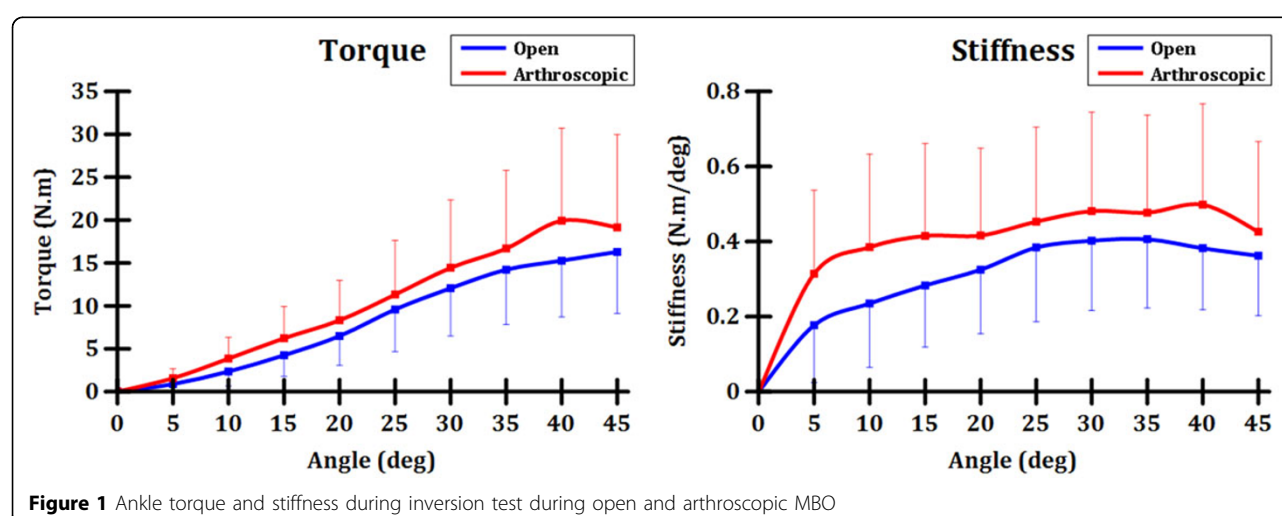 Torque
Open
Arthroscopic
35
30
25
20
15
10
5
0
Torque (N.m)
0 5 10 15 20 25 30 35 40 45
Angle (deg)
Stiffness
Open
Arthroscopic
0.8
0.6
0.4
0.2
0
Stiffness (N.m/deg)
0 5 10 15 20 25 30 35 40 45
Angle (deg)
Figure 1 Ankle torque and stiffness during inversion test during open and arthroscopic MBO